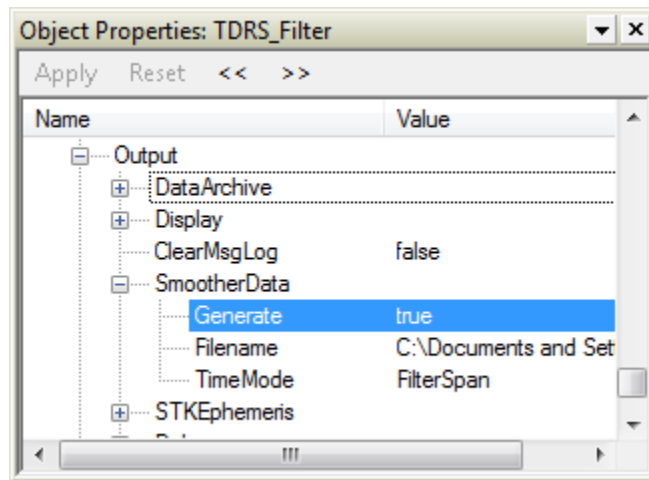 Object Properties: TDRS_Filter
Apply Reset << >>
Name Value
Output
DataArchive
Display
ClearMsgLog false
SmootherData
Generate true
Filename C:\Documents and Set
TimeMode FilterSpan
STKEphemeris